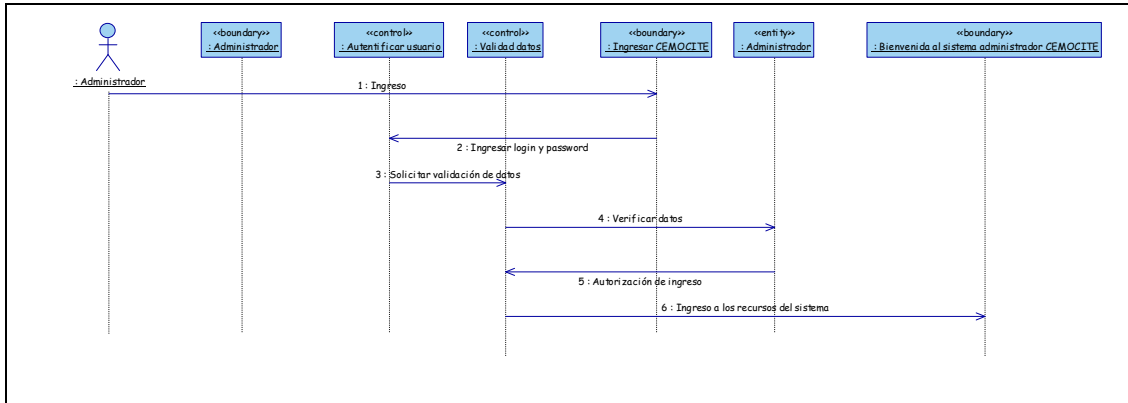 «boundary»
: Administrador
«control»
: Autentificar usuario
«control»
: Validad datos
«boundary»
: Ingresar CEMOCITE
«entity»
: Administrador
«boundary»
: Bienvenida al sistema administrador CEMOCITE
: Administrador
1 : Ingreso
2 : Ingresar login y password
3 : Solicitar validación de datos
4 : Verificar datos
5 : Autorización de ingreso
6 : Ingreso a los recursos del sistema